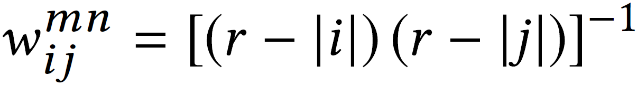 $w_{ij}^{mn} = [(r - |i|)(r - |j|)]^{-1}$